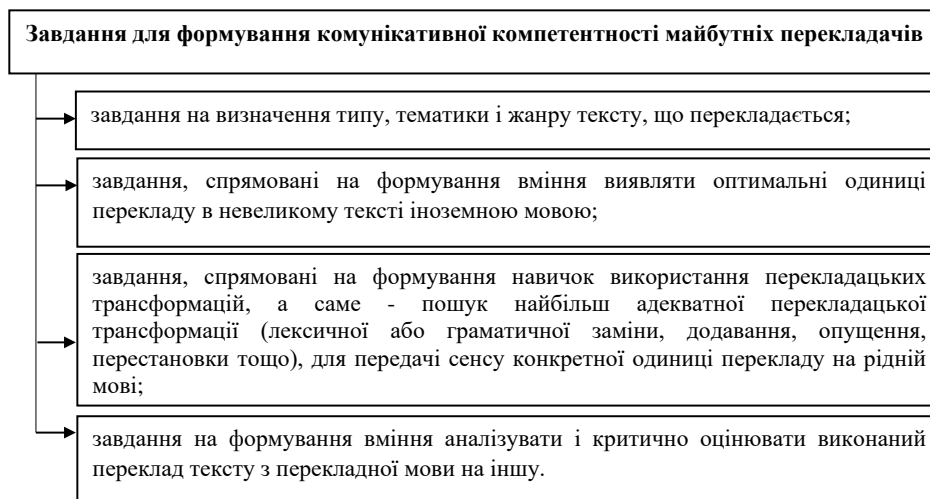 Завдання для формування комунікативної компетентності майбутніх перекладачів
завдання на визначення типу, тематики і жанру тексту, що перекладається;
завдання, спрямовані на формування вміння виявляти оптимальні одиниці
перекладу в невеликому тексті іноземною мовою;
завдання, спрямовані на формування навичок використання перекладацьких
трансформацій, а саме - пошук найбільш адекватної перекладацької
трансформації (лексичної або граматичної заміни, додавання, опущення,
перестановки тощо), для передачі сенсу конкретної одиниці перекладу на рідній
мові;
завдання на формування вміння аналізувати і критично оцінювати виконаний
переклад тексту з перекладної мови на іншу.